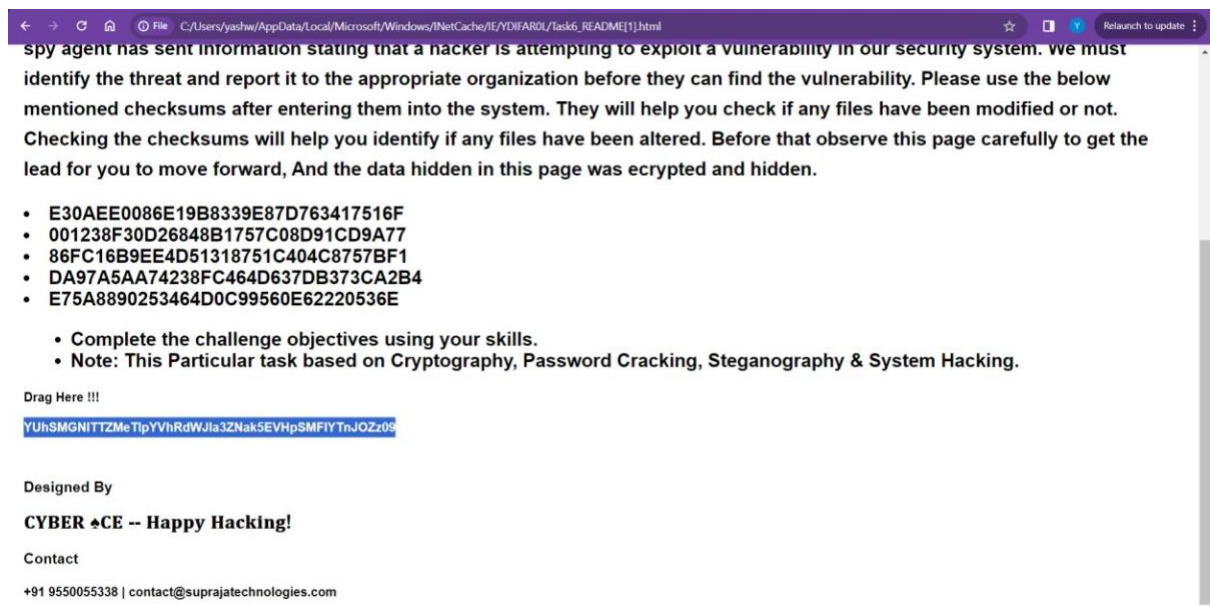 File C:/Users/yashw/AppData/Local/Microsoft/Windows/INetCache/IE/YDIFAR0L/Task6_README[1].html
Y
Relaunch to update
spy agent has sent information stating that a hacker is attempting to exploit a vulnerability in our security system. We must
identify the threat and report it to the appropriate organization before they can find the vulnerability. Please use the below
mentioned checksums after entering them into the system. They will help you check if any files have been modified or not.
Checking the checksums will help you identify if any files have been altered. Before that observe this page carefully to get the
lead for you to move forward, And the data hidden in this page was ecrypted and hidden.
• E30AEE0086E19B8339E87D763417516F
• 001238F30D26848B1757C08D91CD9A77
• 86FC16B9EE4D51318751C404C8757BF1
• DA97A5AA74238FC464D637DB373CA2B4
• E75A8890253464D0C99560E62220536E
• Complete the challenge objectives using your skills.
• Note: This Particular task based on Cryptography, Password Cracking, Steganography & System Hacking.
Drag Here !!!
Designed By
CYBER ♠CE -- Happy Hacking!
Contact
+91 9550055338 | contact@suprajatechnologies.com